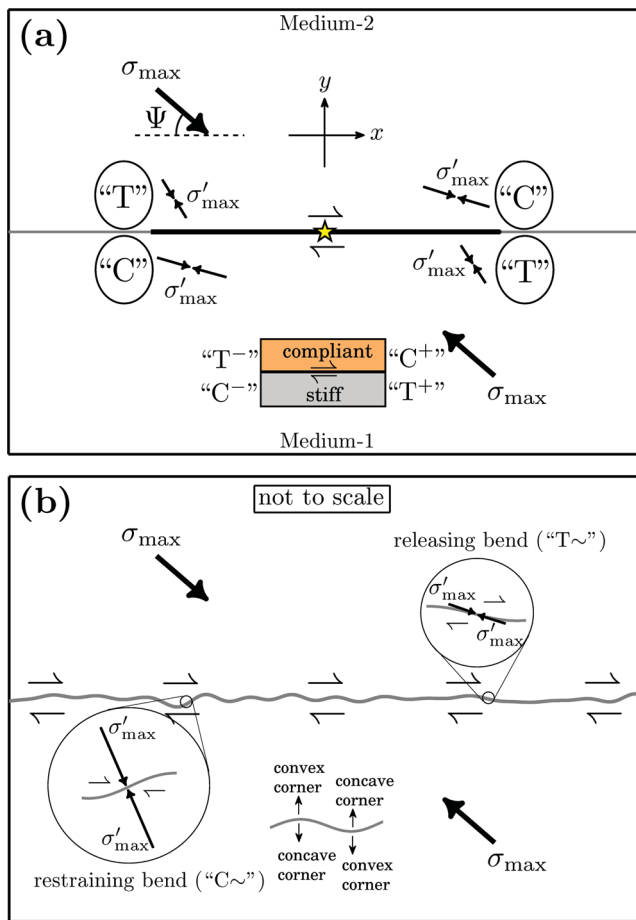 (a)
Medium-2
σmax
Ψ
y
x
“T”
σ′max
σ′max
“C”
“C”
σ′max
σ′max
“T”
“T−”
compliant
“C+”
“C−”
stiff
“T+”
σmax
Medium-1
(b)
not to scale
σmax
releasing bend (“T∼”)
σ′max
σ′max
σ′max
σ′max
convex
corner
concave
corner
concave
corner
convex
corner
σmax
restraining bend (“C∼”)